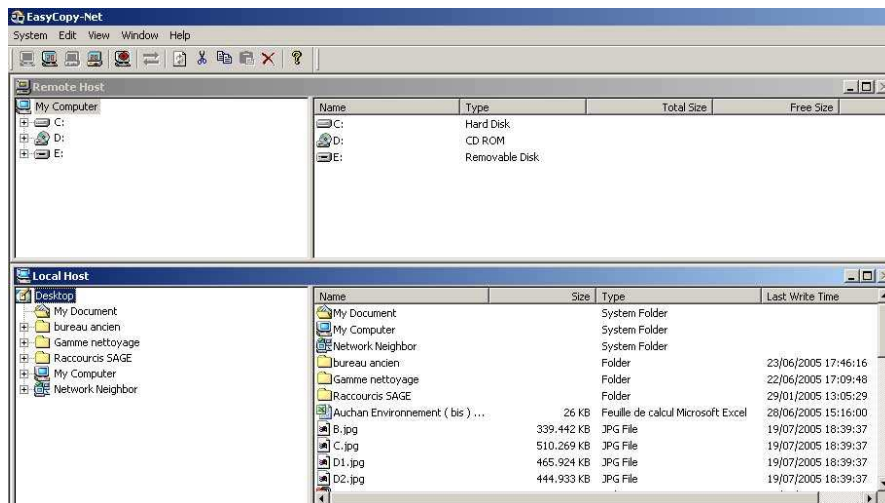 EasyCopy-Net
System Edit View Window Help
Remote Host
My Computer
C:
D:
E:
Name Type Total Size Free Size
C: Hard Disk
D: CD ROM
E: Removable Disk
Local Host
Desktop
My Document
bureau ancien
Gamme nettoyage
Raccourcis SAGE
My Computer
Network Neighbor
Name Size Type Last Write Time
My Document System Folder
My Computer System Folder
Network Neighbor System Folder
bureau ancien Folder 23/06/2005 17:46:16
Gamme nettoyage Folder 22/06/2005 17:09:48
Raccourcis SAGE Folder 29/01/2005 13:05:29
Auchan Environnement ( bis ) ... 26 KB Feuille de calcul Microsoft Excel 28/06/2005 15:16:00
B.jpg 339.442 KB JPG File 19/07/2005 18:39:37
C.jpg 510.269 KB JPG File 19/07/2005 18:39:37
D1.jpg 465.924 KB JPG File 19/07/2005 18:39:37
D2.jpg 444.933 KB JPG File 19/07/2005 18:39:37